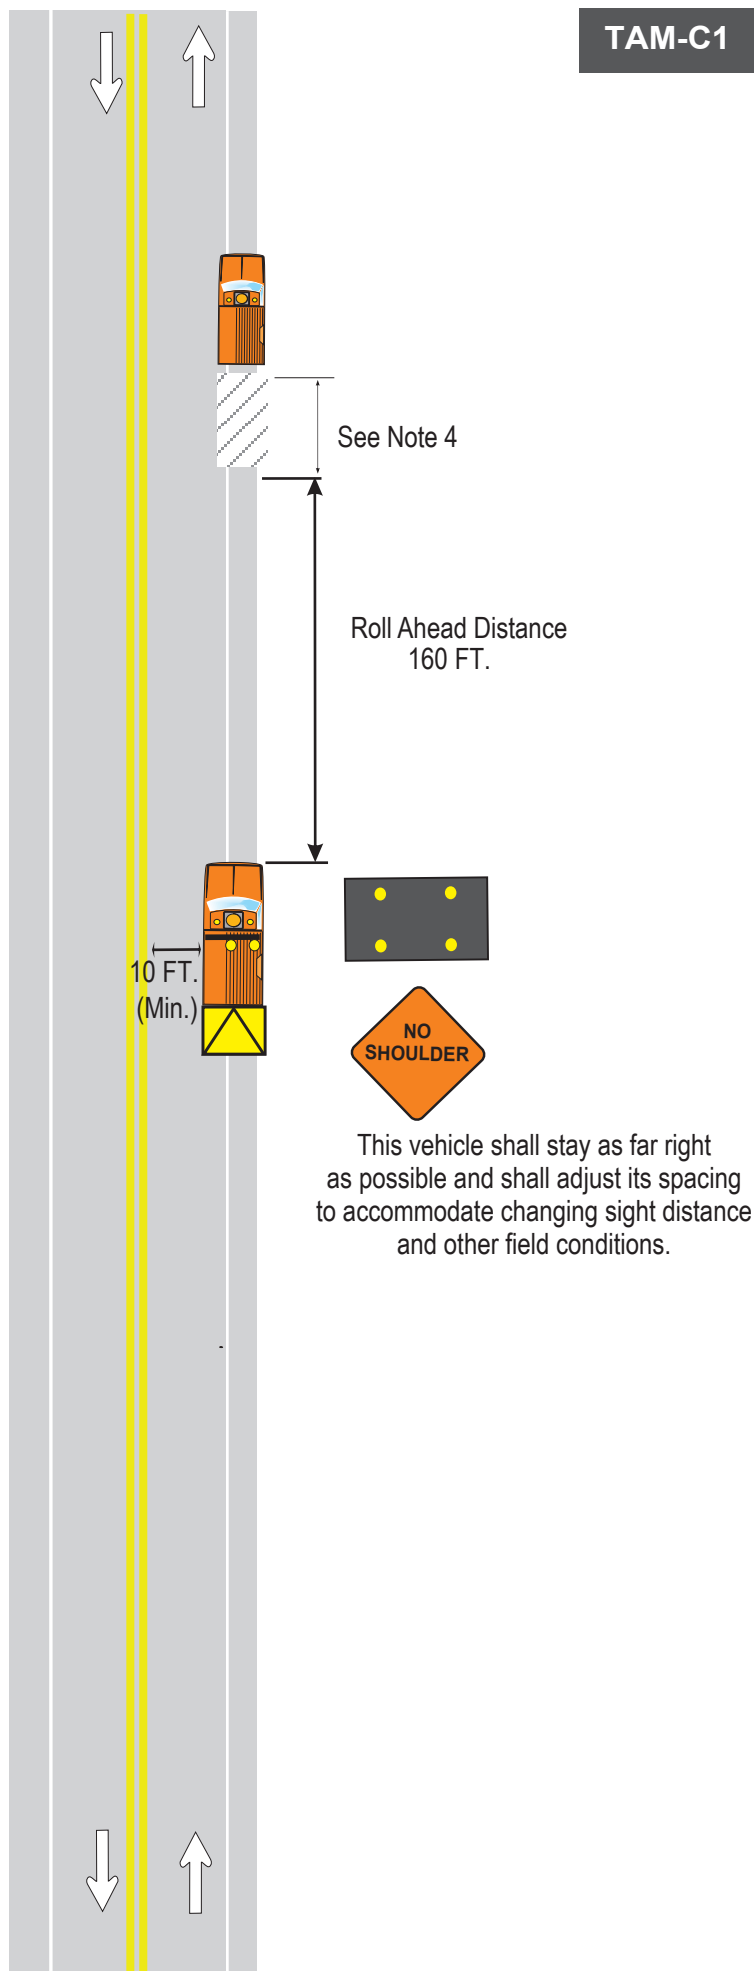 TAM-C1
See Note 4
Roll Ahead Distance
160 FT.
10 FT.
(Min.)
NO
SHOULDER
This vehicle shall stay as far right
as possible and shall adjust its spacing
to accommodate changing sight distance
and other field conditions.